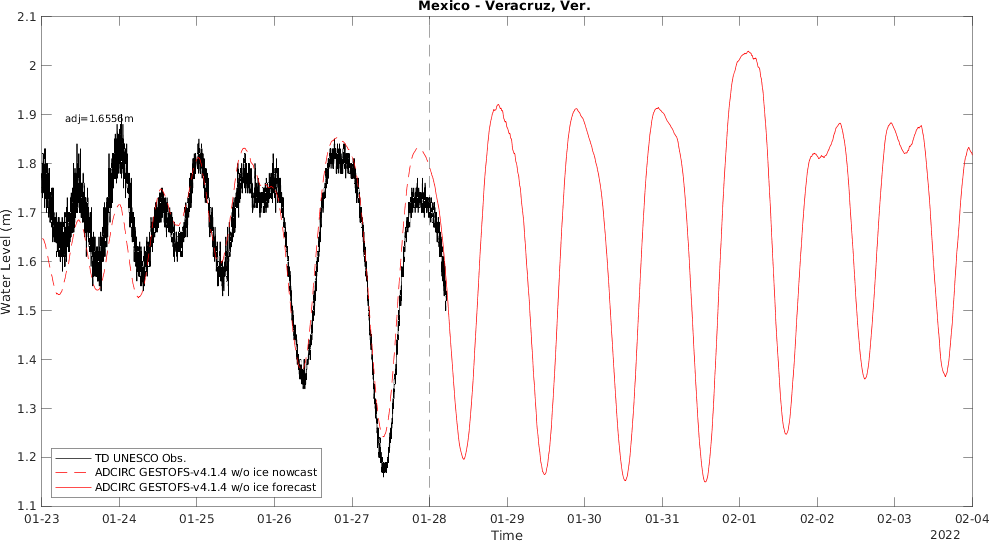 Mexico - Veracruz, Ver.
2.1
2
1.9
1.8
1.7
1.6
1.5
1.4
1.3
1.2
1.1
Water Level (m)
adj=1.6556m
TD UNESCO Obs.
ADCIRC GESTOFS-v4.1.4 w/o ice nowcast
ADCIRC GESTOFS-v4.1.4 w/o ice forecast
01-23 01-24 01-25 01-26 01-27 01-28 01-29 01-30 01-31 02-01 02-02 02-03 02-04
Time
2022